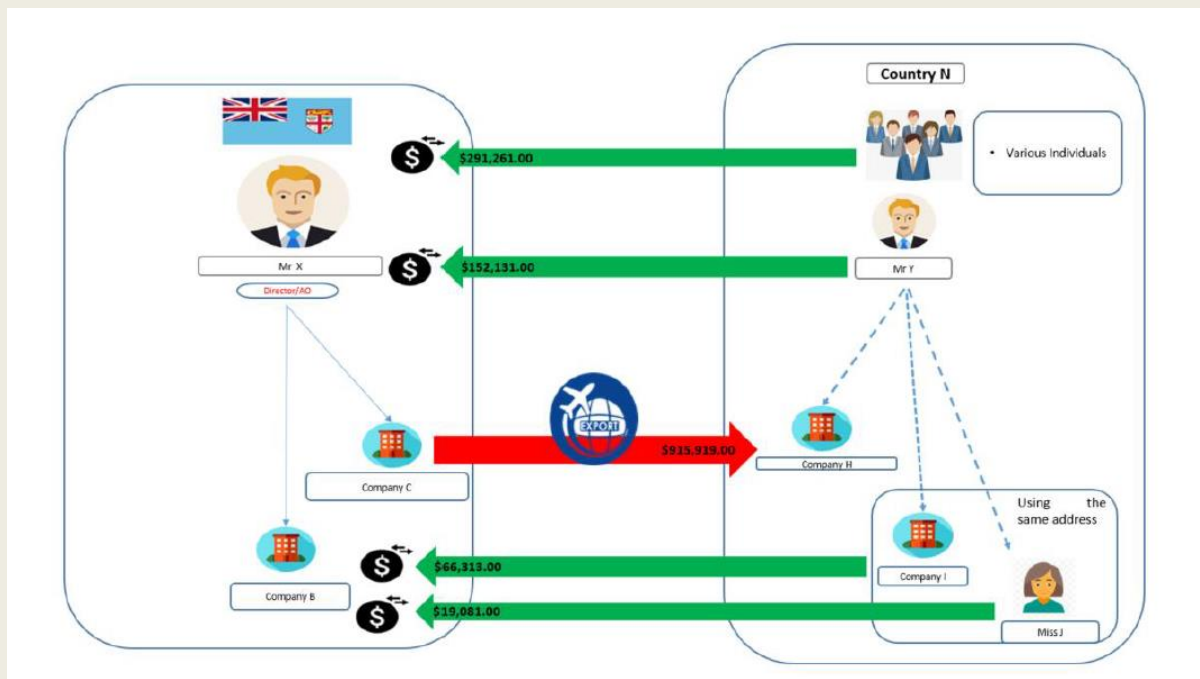 Country N
$291,261.00
• Various Individuals
Mr X
$152,131.00
Mr Y
Director/AO
EXPORT
$915,919.00
Company H
Company C
Using the
same address
$66,313.00
Company I
Company B
$19,081.00
Miss J